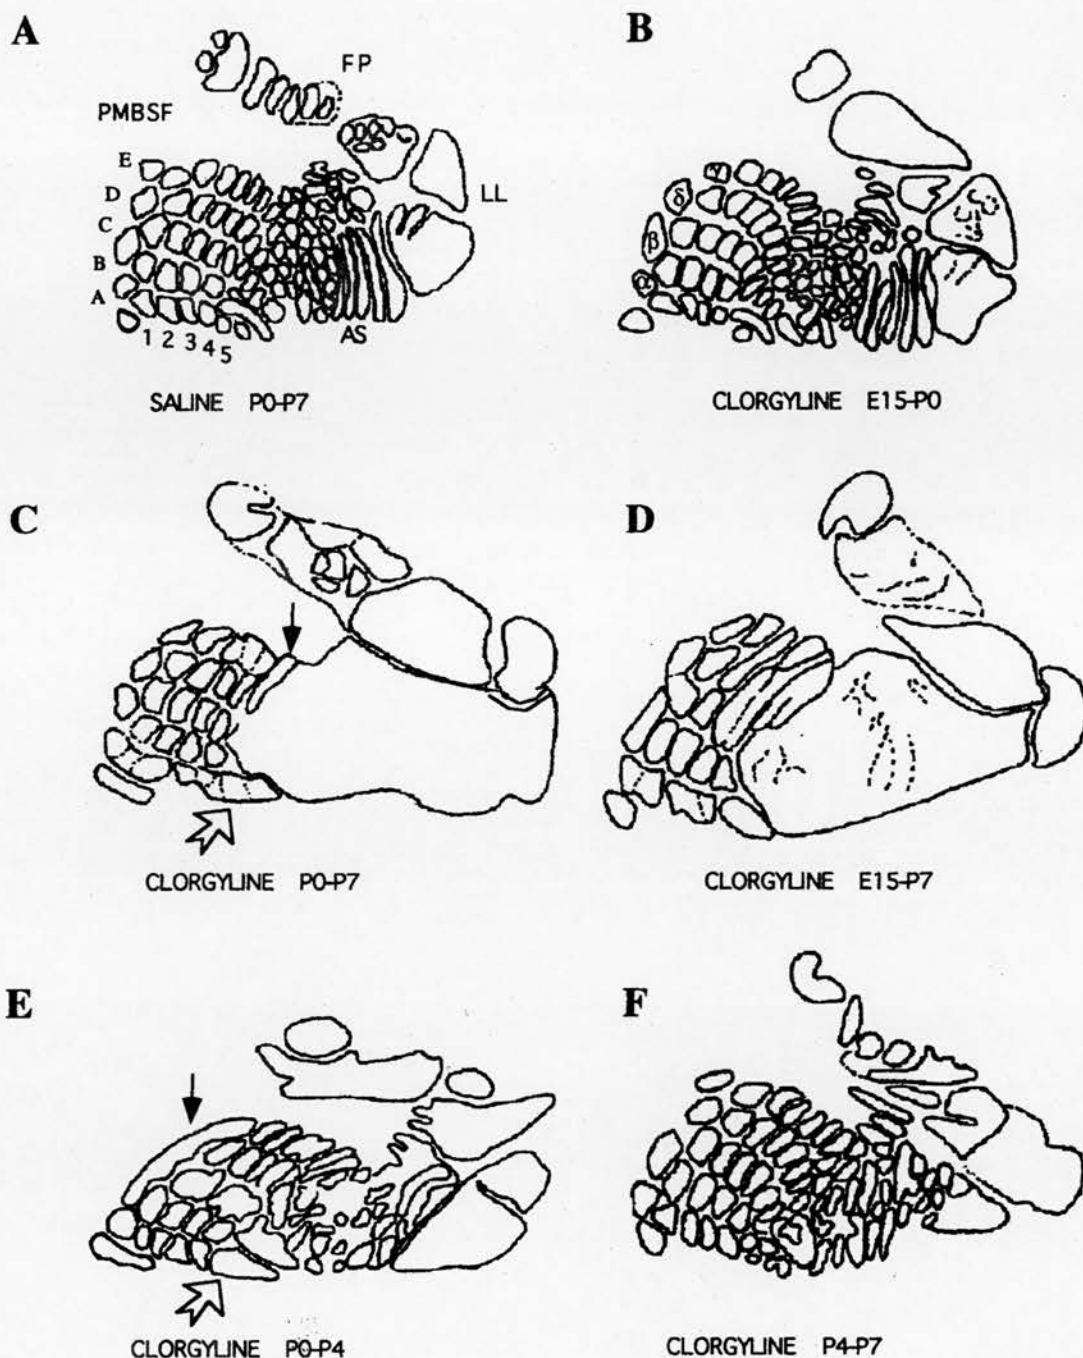 A
FP
PMBSF
E
D
C
B
A
LL
1 2 3 4 5
AS
SALINE P0-P7
B
γ
δ
β
α
CLORGYLINE E15-P0
C
CLORGYLINE P0-P7
D
CLORGYLINE E15-P7
E
CLORGYLINE P0-P4
F
CLORGYLINE P4-P7